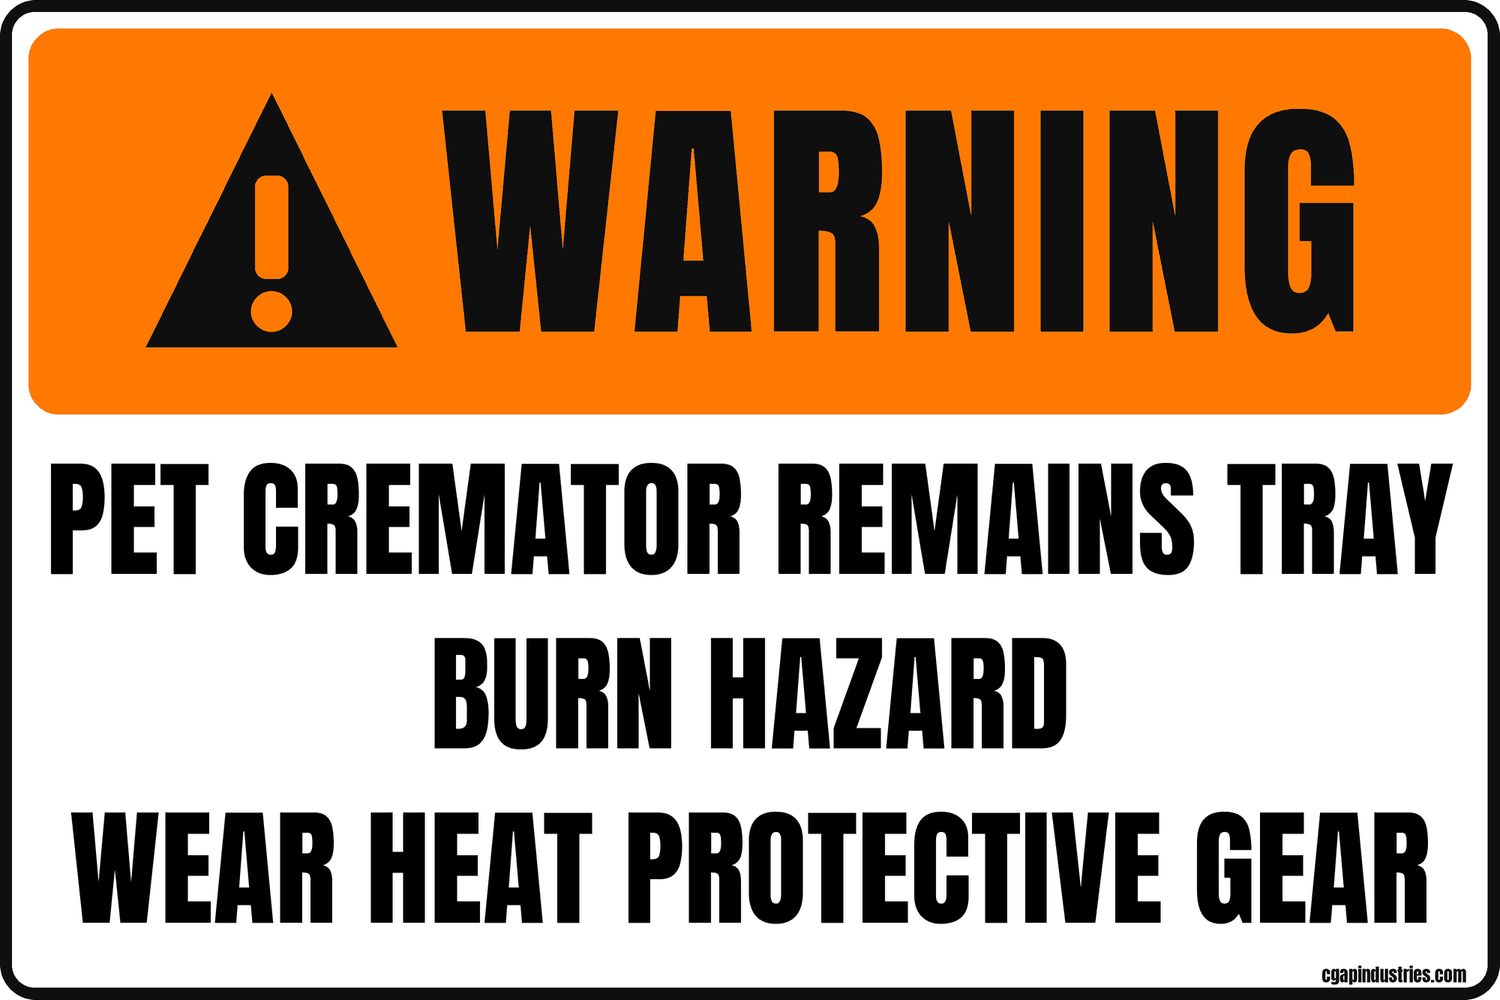 WARNING
PET CREMATOR REMAINS TRAY
BURN HAZARD
WEAR HEAT PROTECTIVE GEAR
cgapindustries.com